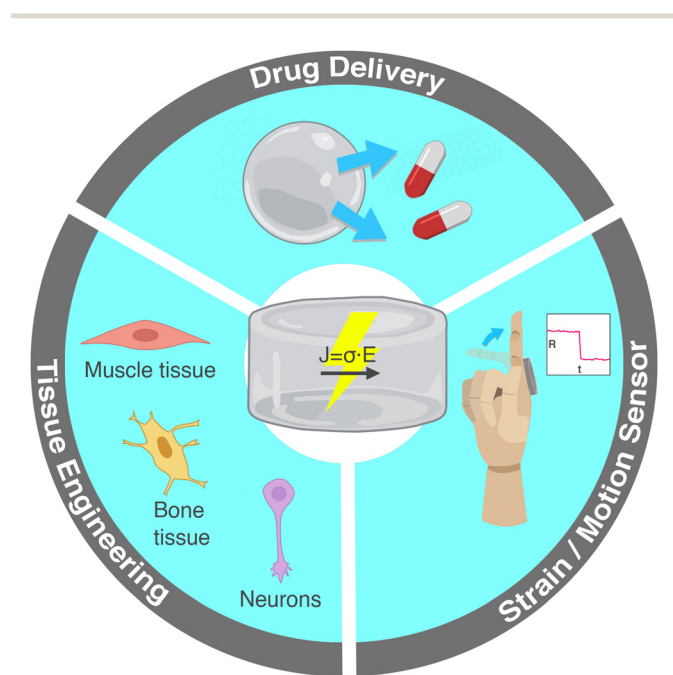 Drug Delivery
J=σ·E
R
t
Muscle tissue
Bone
tissue
Neurons
Tissue Engineering
Strain / Motion Sensor